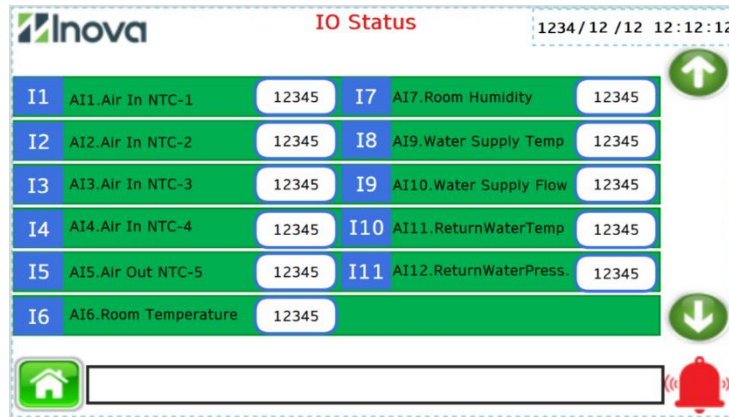 Inova
IO Status
1234/12/12 12:12:12
I1 AI1.Air In NTC-1 12345
I7 AI7.Room Humidity 12345
I2 AI2.Air In NTC-2 12345
I8 AI9.Water Supply Temp 12345
I3 AI3.Air In NTC-3 12345
I9 AI10.Water Supply Flow 12345
I4 AI4.Air In NTC-4 12345
I10 AI11.ReturnWaterTemp 12345
I5 AI5.Air Out NTC-5 12345
I11 AI12.ReturnWaterPress. 12345
I6 AI6.Room Temperature 12345